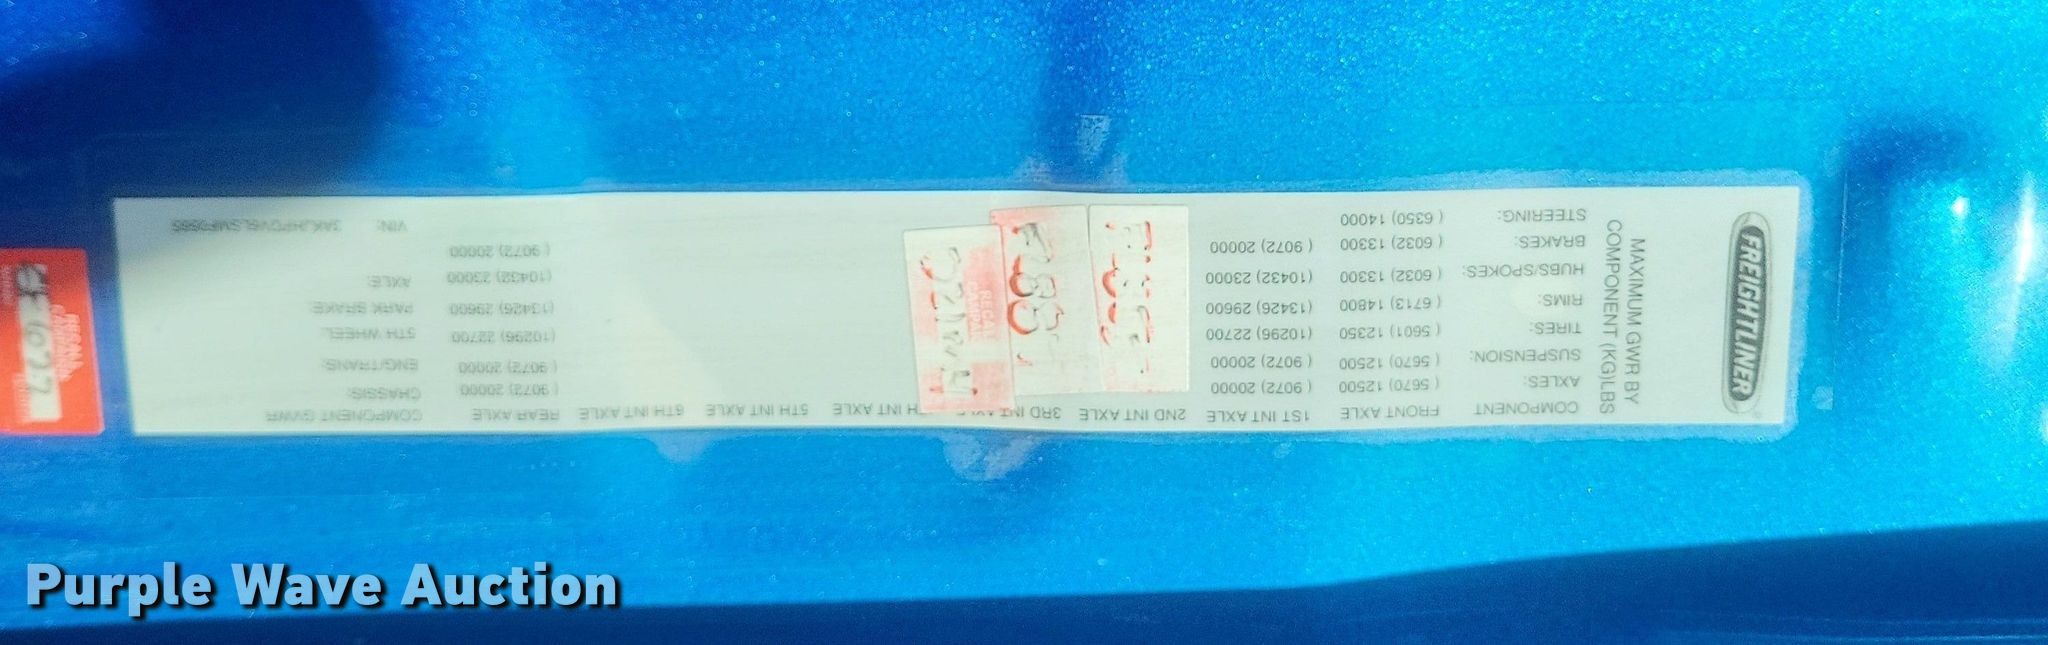 FREIGHTLINER
MAXIMUM GWR BY
COMPONENT (KG)LBS
COMPONENT FRONT AXLE 1ST INT AXLE 2ND INT AXLE 3RD INT INT AXLE 5TH INT AXLE 6TH INT AXLE REAR AXLE COMPONENT GVWR
AXLES: ( 5670) 12500 ( 9072) 20000 ( 9072) 20000 CHASSIS:
SUSPENSION: ( 5670) 12500 ( 9072) 20000 ( 9072) 20000 ENG/TRANS:
TIRES: ( 5601) 12350 (10296) 22700 (10296) 22700 5TH WHEEL:
RIMS: ( 6713) 14800 (13426) 29600 (13426) 29600 PARK BRAKE:
HUBS/SPOKES: ( 6032) 13300 (10432) 23000 (10432) 23000 AXLE:
BRAKES: ( 6032) 13300 ( 9072) 20000 ( 9072) 20000
STEERING: ( 6350) 14000 VIN:
RECALL
RECALL
Purple Wave Auction